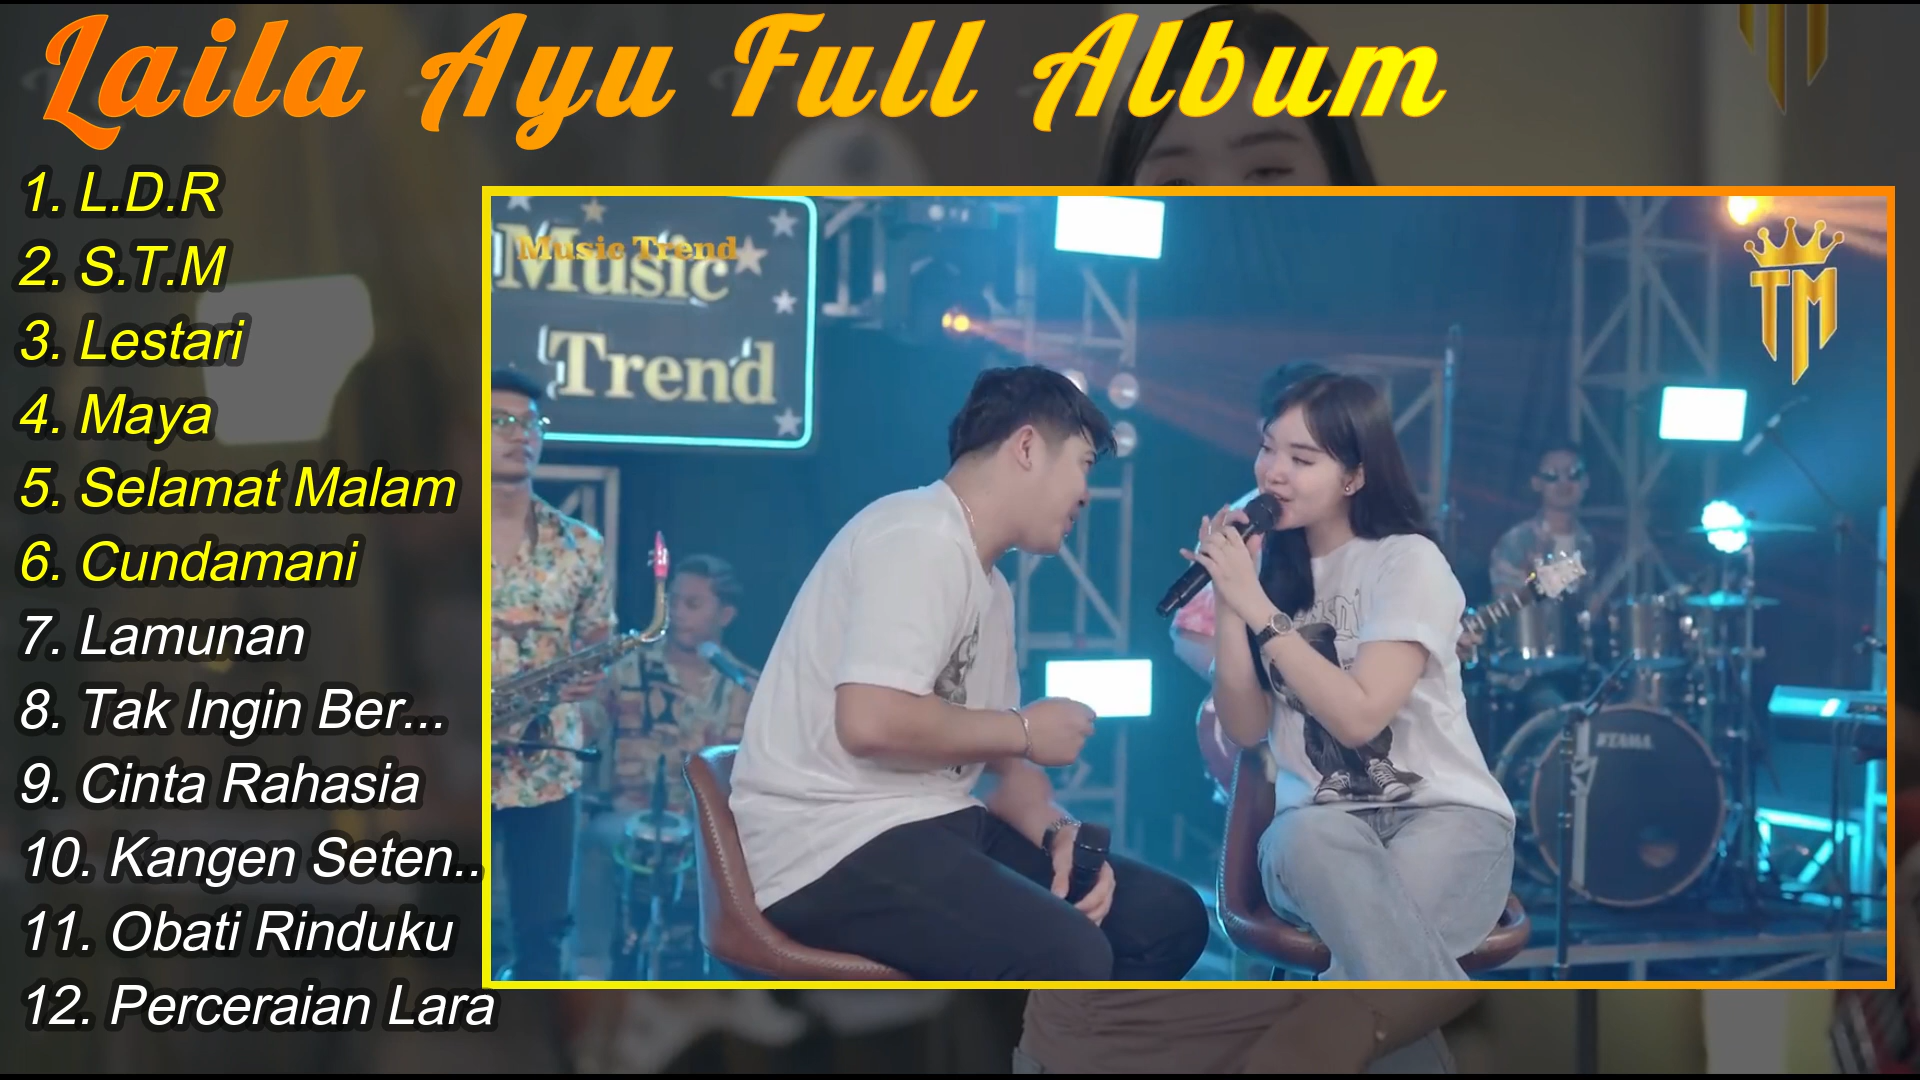 Laila Ayu Full Album
1. L.D.R
2. S.T.M
3. Lestari
4. Maya
5. Selamat Malam
6. Cundamani
7. Lamunan
8. Tak Ingin Ber...
9. Cinta Rahasia
10. Kangen Seten..
11. Obati Rinduku
12. Perceraian Lara
Music Trend
Music
Trend
TM
TAMA